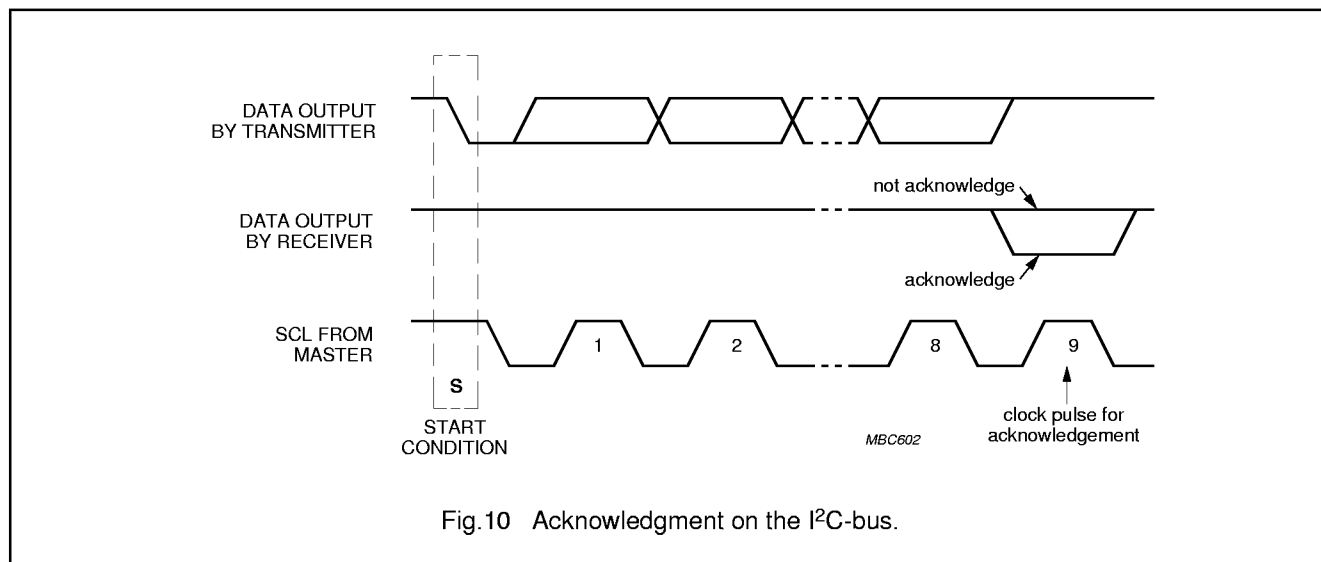 DATA OUTPUT
BY TRANSMITTER
not acknowledge
DATA OUTPUT
BY RECEIVER
acknowledge
SCL FROM
MASTER
1
2
8
9
S
START
CONDITION
clock pulse for
acknowledgement
MBC602
Fig.10 Acknowledgment on the I²C-bus.